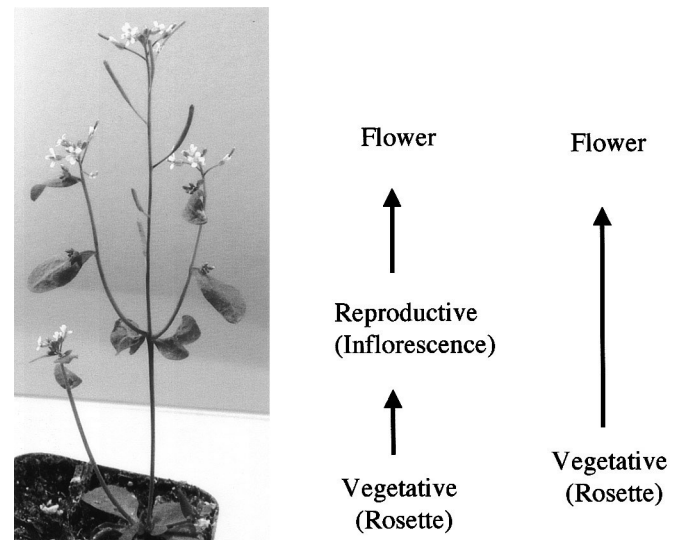 Flower
Reproductive
(Inflorescence)
Vegetative
(Rosette)
Flower
Vegetative
(Rosette)